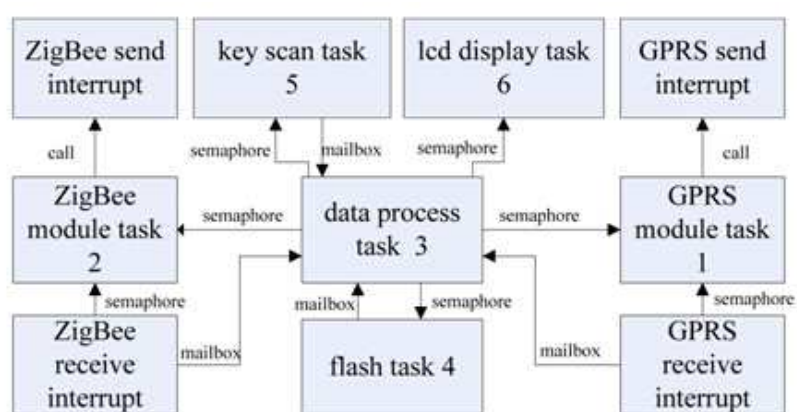 ZigBee send
interrupt
key scan task
5
lcd display task
6
GPRS send
interrupt
call
semaphore
mailbox
semaphore
call
ZigBee
module task
2
semaphore
data process
task 3
semaphore
GPRS
module task
1
semaphore
mailbox
semaphore
semaphore
ZigBee
receive
interrupt
mailbox
flash task 4
mailbox
GPRS
receive
interrupt